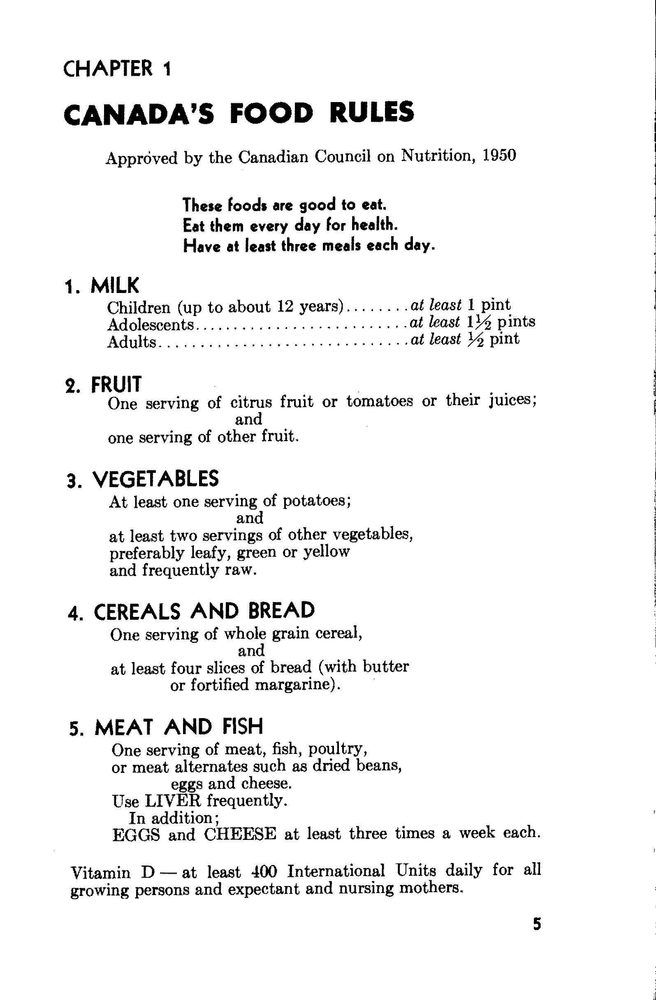 CHAPTER 1
CANADA'S FOOD RULES
Approved by the Canadian Council on Nutrition, 1950
These foods are good to eat.
Eat them every day for health.
Have at least three meals each day.
1. MILK
Children (up to about 12 years)........at least 1 pint
Adolescents..........................at least 1½ pints
Adults..............................at least ½ pint
2. FRUIT
One serving of citrus fruit or tomatoes or their juices;
and
one serving of other fruit.
3. VEGETABLES
At least one serving of potatoes;
and
at least two servings of other vegetables,
preferably leafy, green or yellow
and frequently raw.
4. CEREALS AND BREAD
One serving of whole grain cereal,
and
at least four slices of bread (with butter
or fortified margarine).
5. MEAT AND FISH
One serving of meat, fish, poultry,
or meat alternates such as dried beans,
eggs and cheese.
Use LIVER frequently.
In addition;
EGGS and CHEESE at least three times a week each.
Vitamin D — at least 400 International Units daily for all
growing persons and expectant and nursing mothers.
5